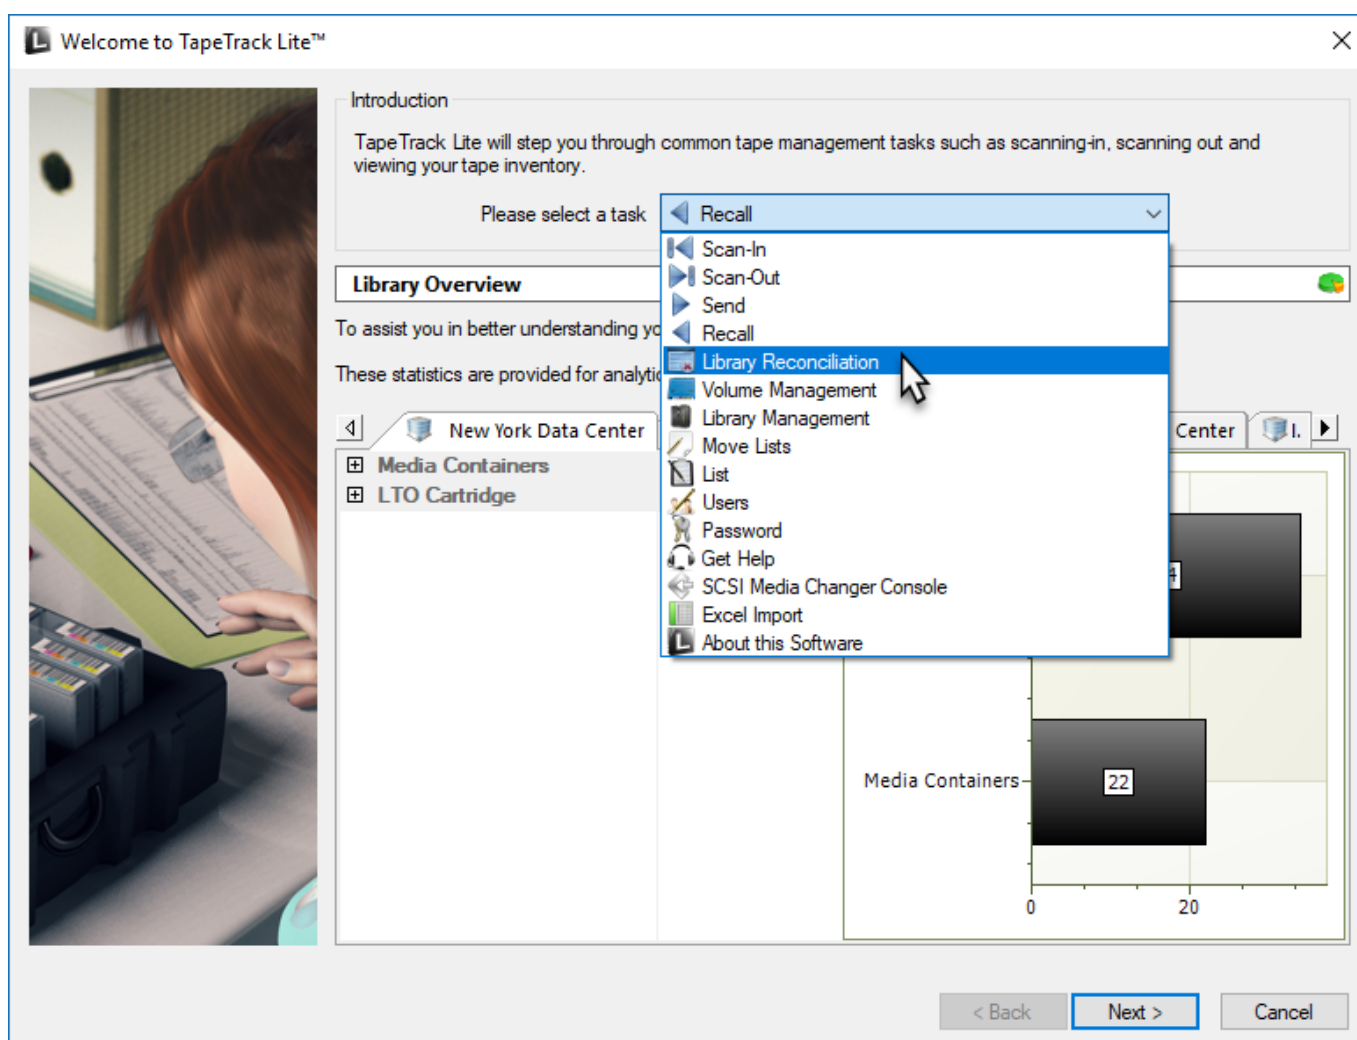 Welcome to TapeTrack Lite™
Introduction
TapeTrack Lite will step you through common tape management tasks such as scanning-in, scanning out and
viewing your tape inventory.
Please select a task
Recall
Scan-In
Scan-Out
Send
Recall
Library Reconciliation
Volume Management
Library Management
Move Lists
List
Users
Password
Get Help
SCSI Media Changer Console
Excel Import
About this Software
Library Overview
To assist you in better understanding
These statistics are provided for
New York Data Center
Center
I.
Media Containers
LTO Cartridge
4
Media Containers
22
0
20
< Back
Next >
Cancel